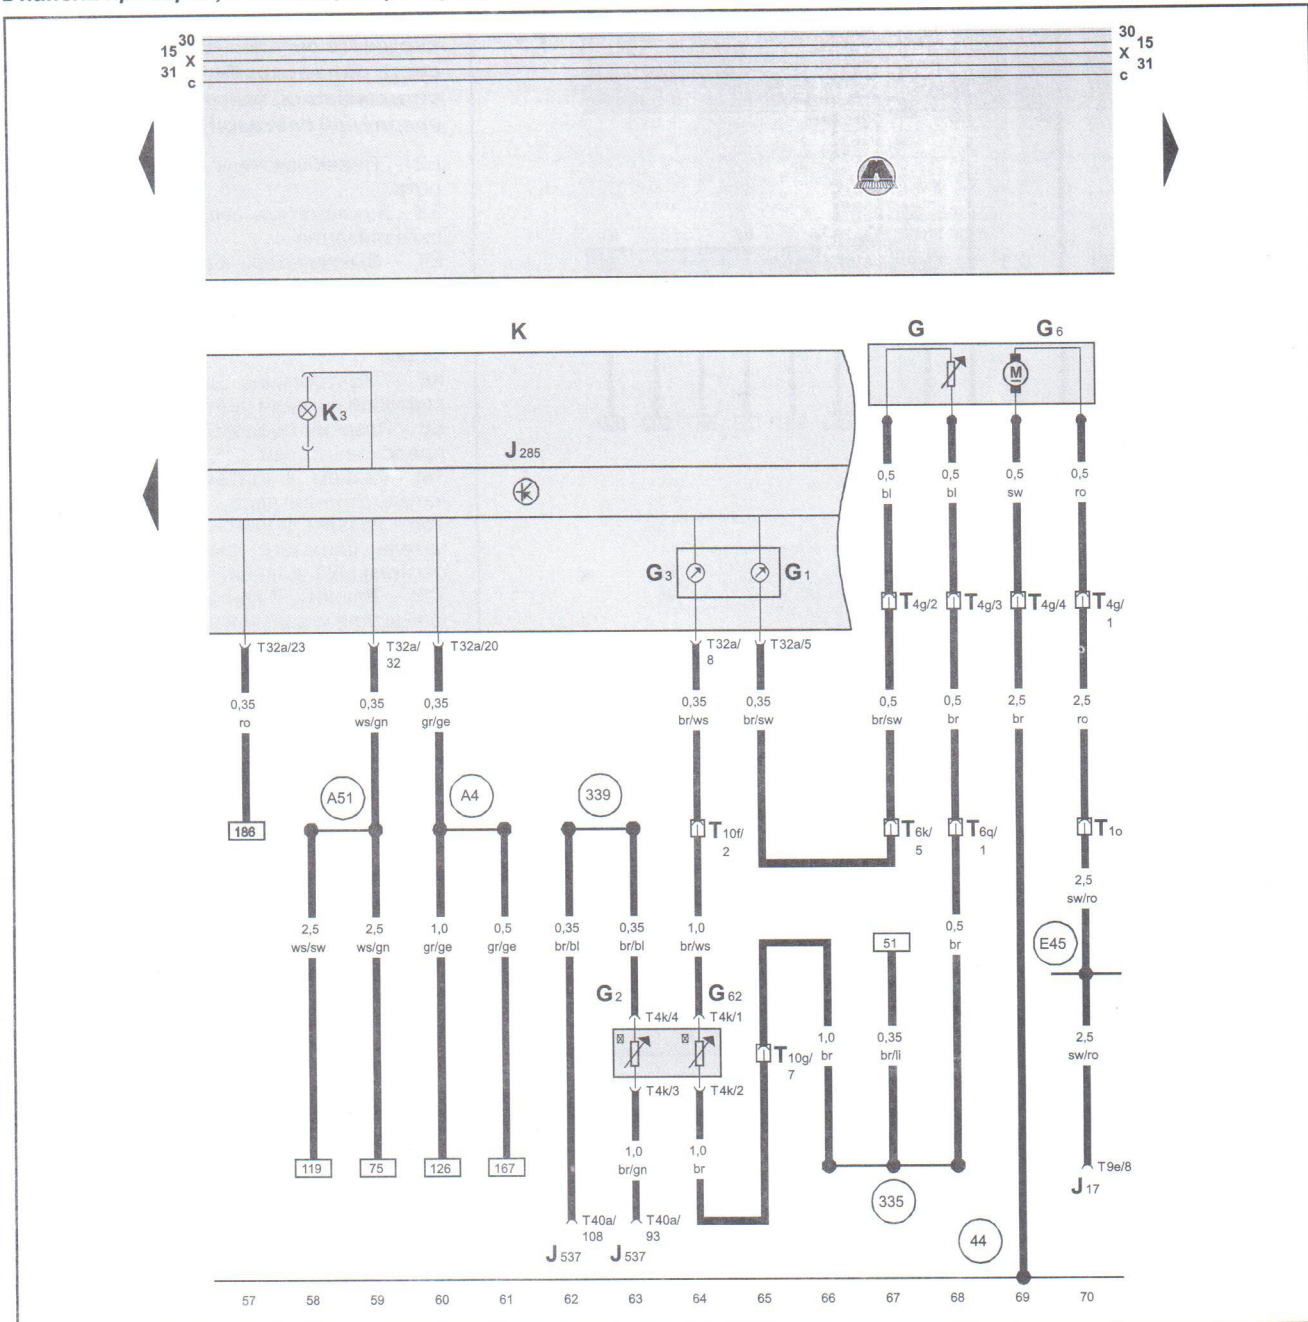 30 30
15 15
X X
31 31
c c
K G G6
K3 M
J285
0,5 0,5 0,5 0,5
bl bl sw ro
G3 G1
T4g/2 T4g/3 T4g/4 T4g/
1
T32a/23 T32a/ T32a/20 T32a/ T32a/5
32 8
0,35 0,35 0,35 0,35 0,35 0,5 0,5 2,5 2,5
ro ws/gn gr/ge br/ws br/sw br/sw br br ro
A51 A4 339
186 T10f/ T6k/ T6q/ T1o
2 5 1
2,5
sw/ro
2,5 2,5 1,0 0,5 0,35 0,35 1,0 0,5
ws/sw ws/gn gr/ge gr/ge br/bl br/bl br/ws 51 br E45
G2 G62
T4k/4 T4k/1
1,0 0,35 2,5
br br/li sw/ro
T10g/
7
T4k/3 T4k/2
1,0 1,0
br/gn br
119 75 126 167 T9e/8
J17
335
T40a/ T40a/
108 93
J537 J537 44
57 58 59 60 61 62 63 64 65 66 67 68 69 70